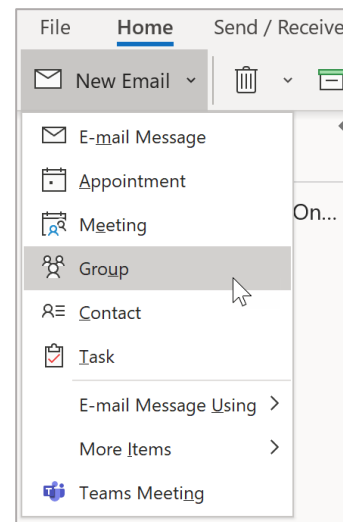 File Home Send / Receive
New Email
E-mail Message
Appointment
Meeting
On...
Group
Contact
Task
E-mail Message Using
More Items
Teams Meeting